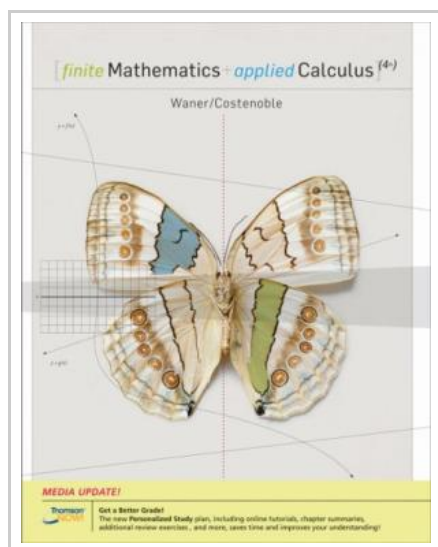 [finite Mathematics + applied Calculus](4e)
Waner/Costenoble
y = f(x)
y = g(x)
MEDIA UPDATE!
Thomson NOW!
Get a Better Grade!
The new Personalized Study plan, including online tutorials, chapter summaries,
additional review exercises, and more, saves time and improves your understanding!